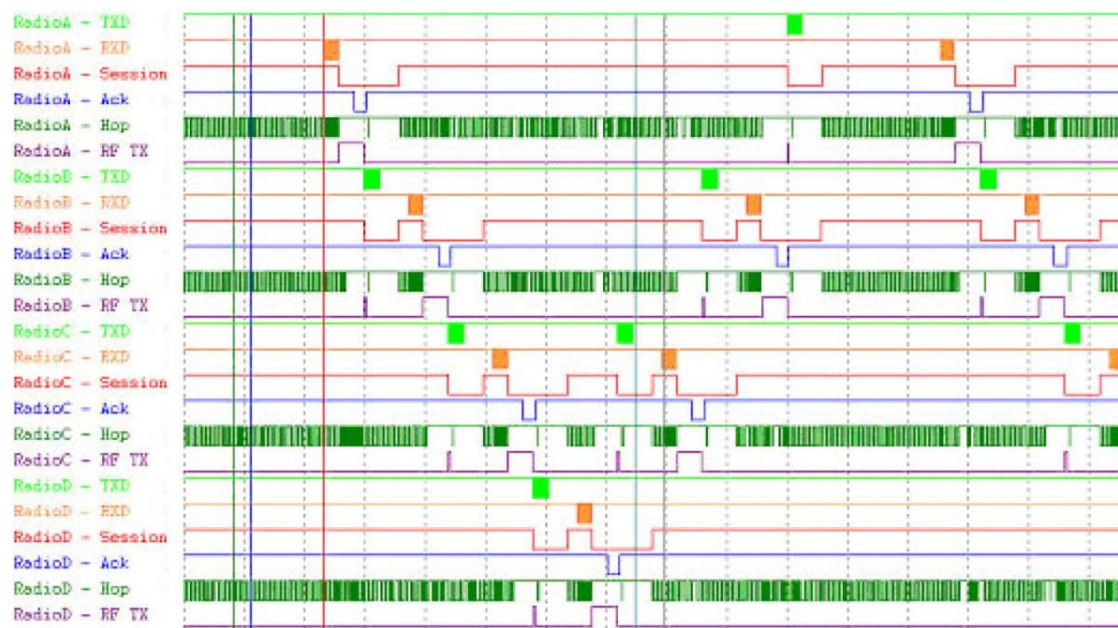 RadioA - TXD
RadioA - RXD
RadioA - Session
RadioA - Ack
RadioA - Hop
RadioA - RF TX
RadioB - TXD
RadioB - RXD
RadioB - Session
RadioB - Ack
RadioB - Hop
RadioB - RF TX
RadioC - TXD
RadioC - RXD
RadioC - Session
RadioC - Ack
RadioC - Hop
RadioC - RF TX
RadioD - TXD
RadioD - RXD
RadioD - Session
RadioD - Ack
RadioD - Hop
RadioD - RF TX